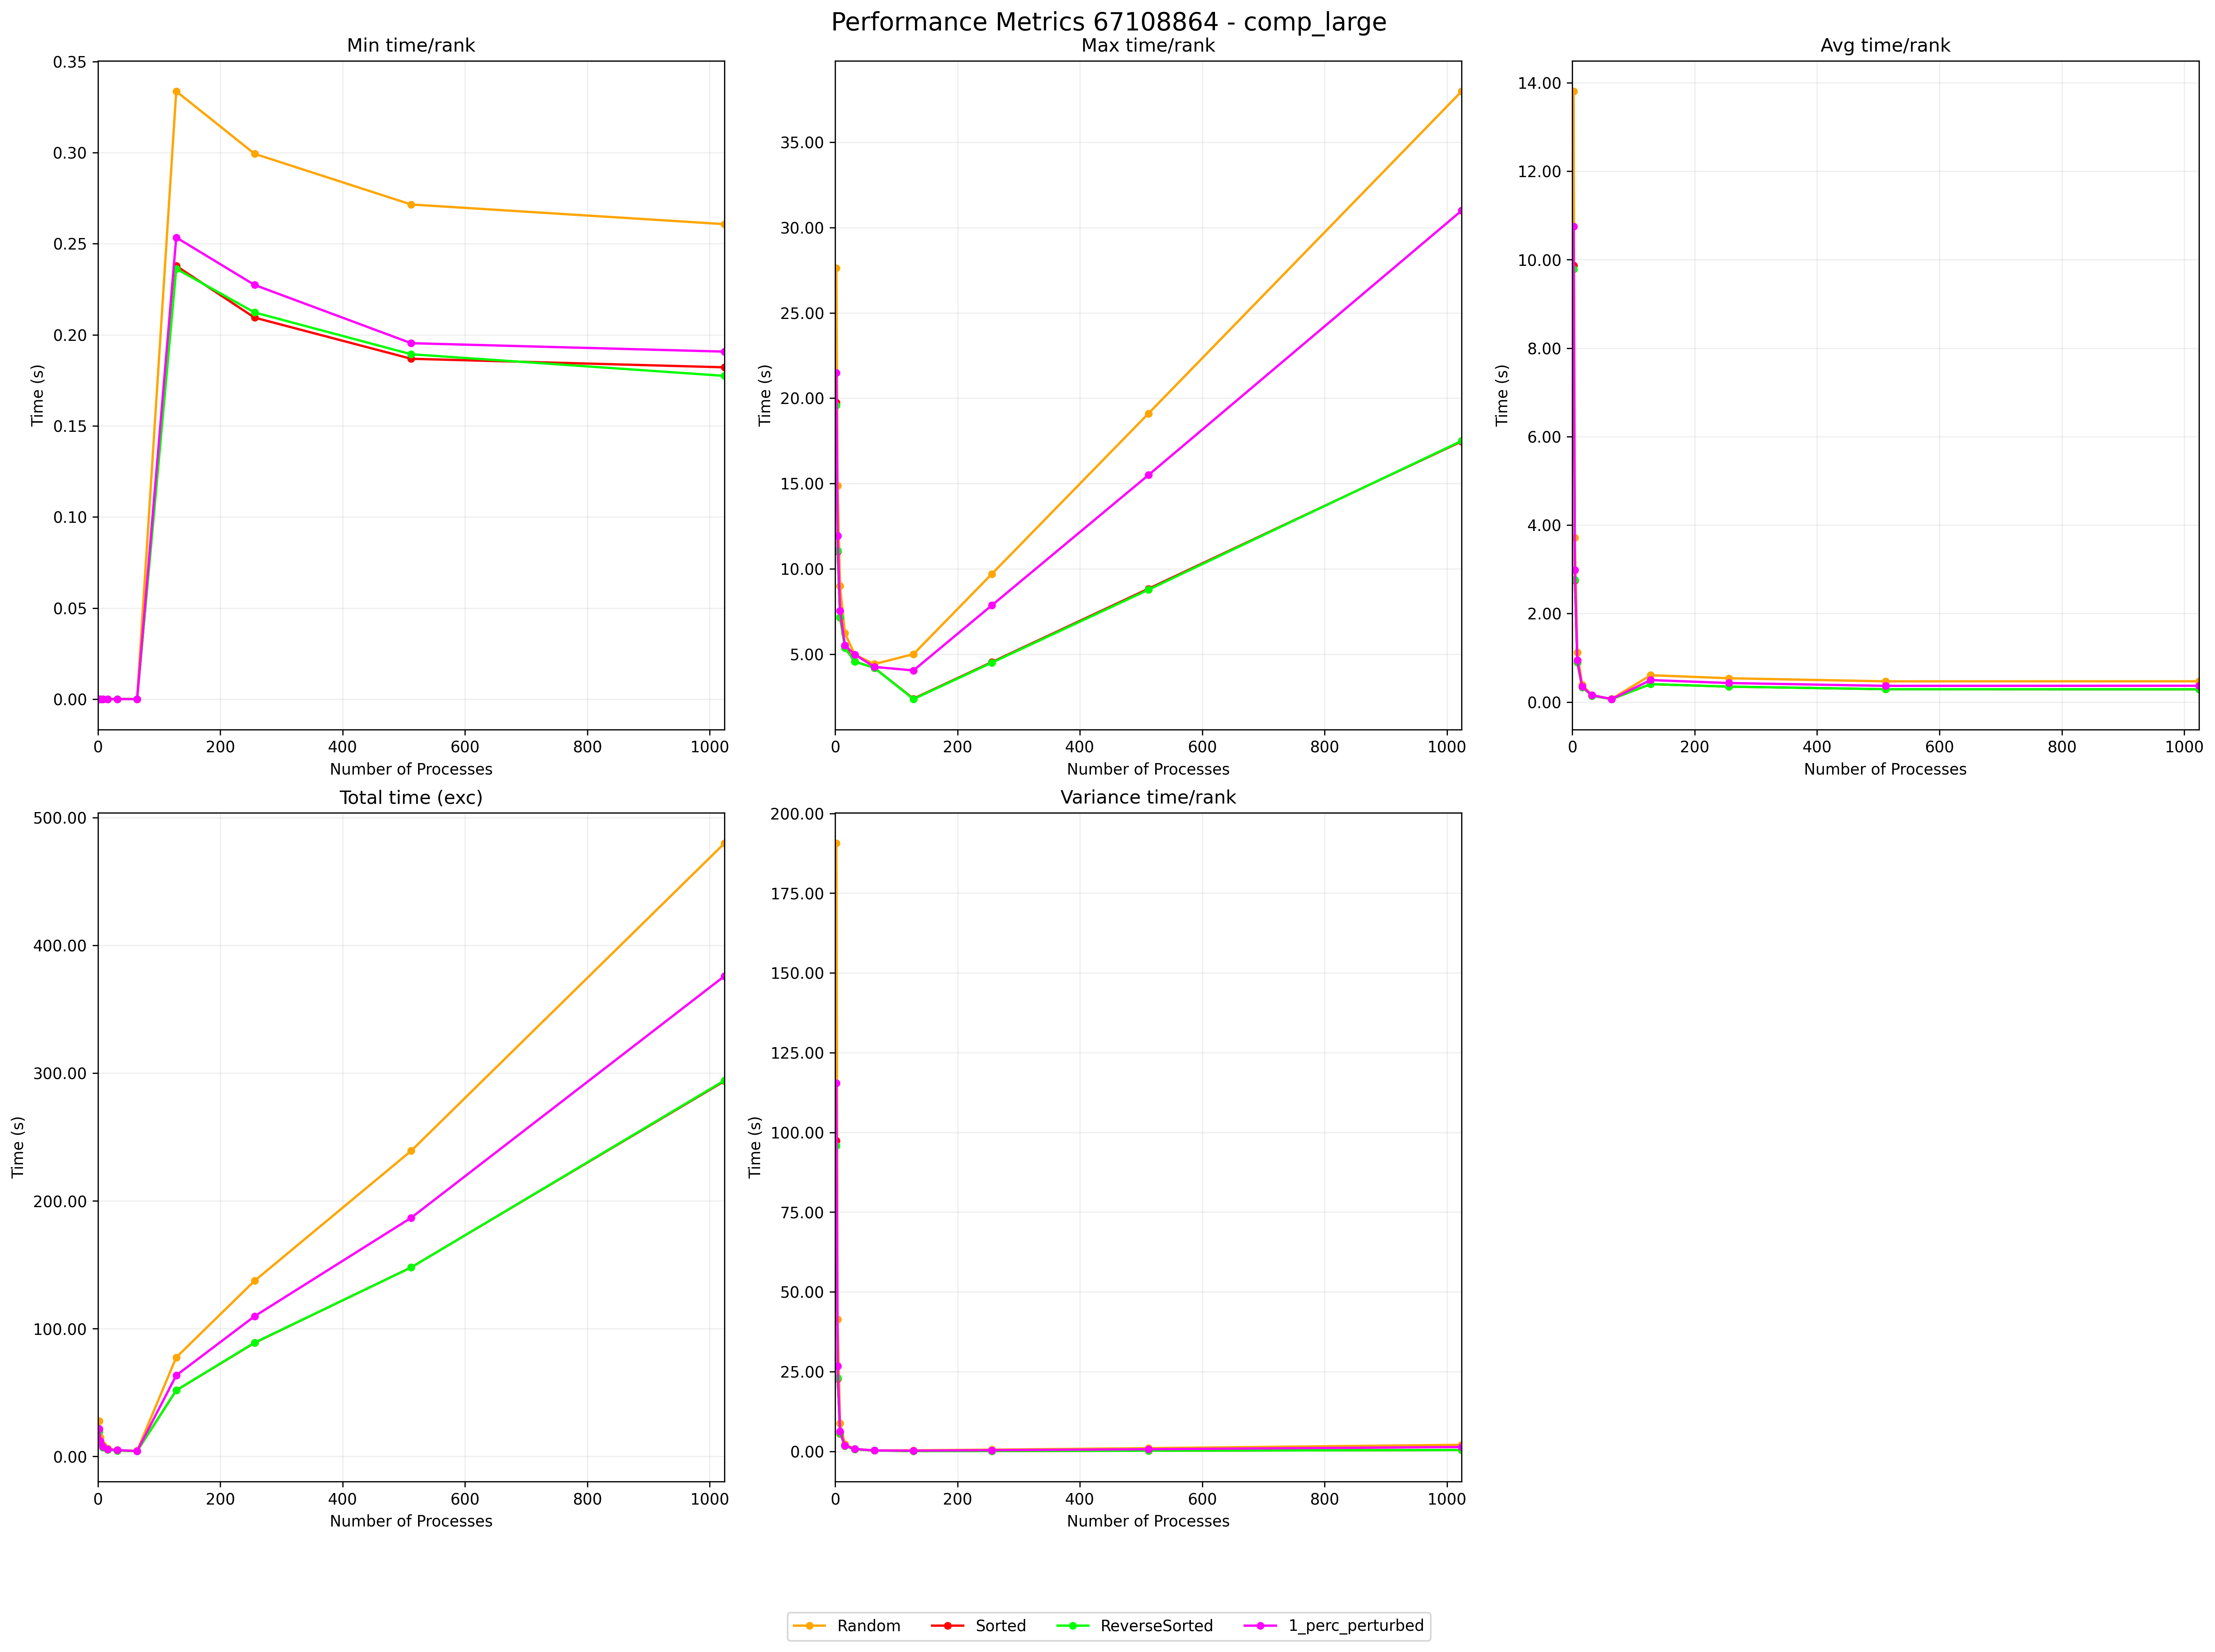 Performance Metrics 67108864 - comp_large
Min time/rank
Time (s)
0.35
0.30
0.25
0.20
0.15
0.10
0.05
0.00
0 200 400 600 800 1000
Number of Processes
Max time/rank
Time (s)
35.00
30.00
25.00
20.00
15.00
10.00
5.00
0 200 400 600 800 1000
Number of Processes
Avg time/rank
Time (s)
14.00
12.00
10.00
8.00
6.00
4.00
2.00
0.00
0 200 400 600 800 1000
Number of Processes
Total time (exc)
Time (s)
500.00
400.00
300.00
200.00
100.00
0.00
0 200 400 600 800 1000
Number of Processes
Variance time/rank
Time (s)
200.00
175.00
150.00
125.00
100.00
75.00
50.00
25.00
0.00
0 200 400 600 800 1000
Number of Processes
Random Sorted ReverseSorted 1_perc_perturbed